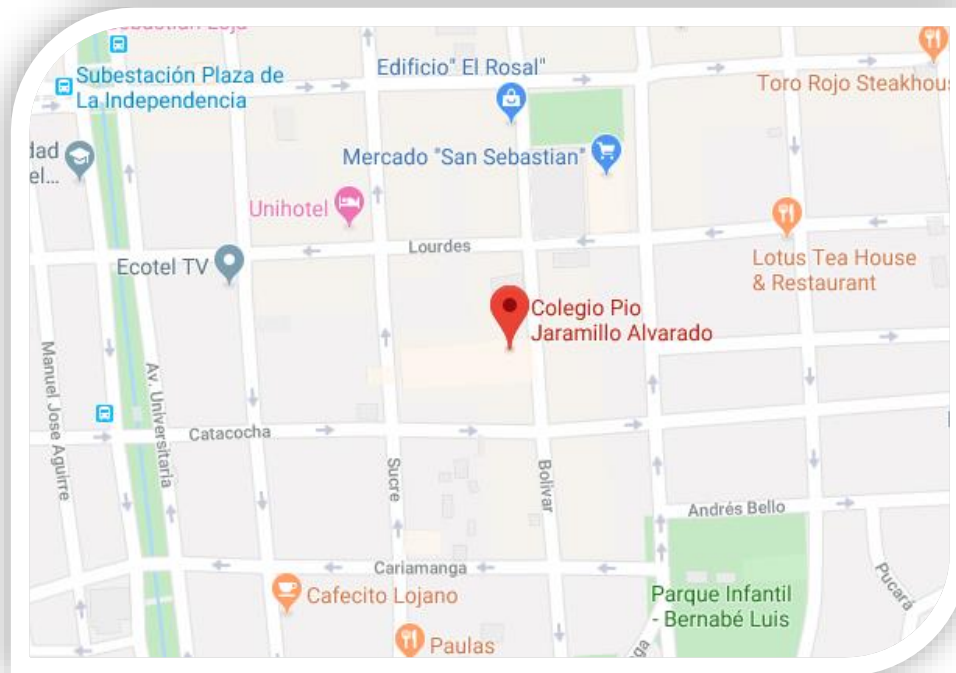 Edificio" El Rosal"
Subestación Plaza de
La Independencia
Toro Rojo Steakhous
dad
el...
Mercado "San Sebastian"
Unihotel
Lourdes
Ecotel TV
Lotus Tea House
& Restaurant
Colegio Pio
Jaramillo Alvarado
Manuel Jose Aguirre
Av. Universitaria
Catacocha
Sucre
Bolivar
Andrés Bello
Cariamanga
Cafecito Lojano
Parque Infantil
- Bernabé Luis
Pucará
Paulas